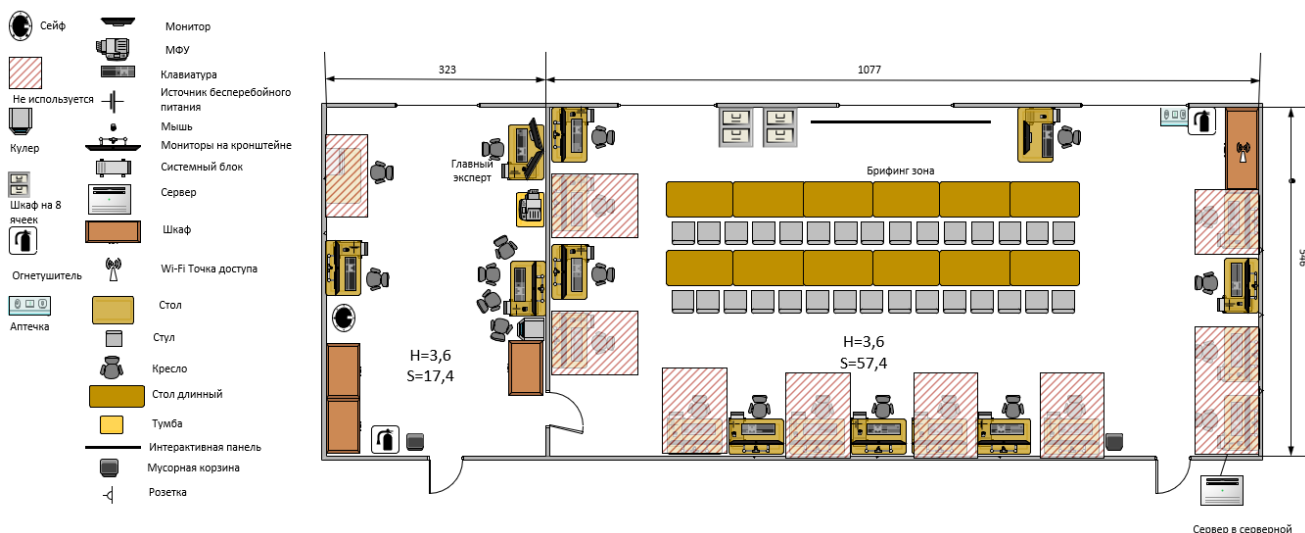 Сейф
Не используется
Кулер
Шкаф на 8
ячеек
Огнетушитель
Аптечка
Монитор
МФУ
Клавиатура
Источник бесперебойного
питания
Мышь
Мониторы на кронштейне
Системный блок
Сервер
Шкаф
Wi-Fi Точка доступа
Стол
Стул
Кресло
Стол длинный
Тумба
Интерактивная панель
Мусорная корзина
Розетка
323
1077
Главный
эксперт
Брифинг зона
H=3,6
S=17,4
H=3,6
S=57,4
546
Сервер в серверной